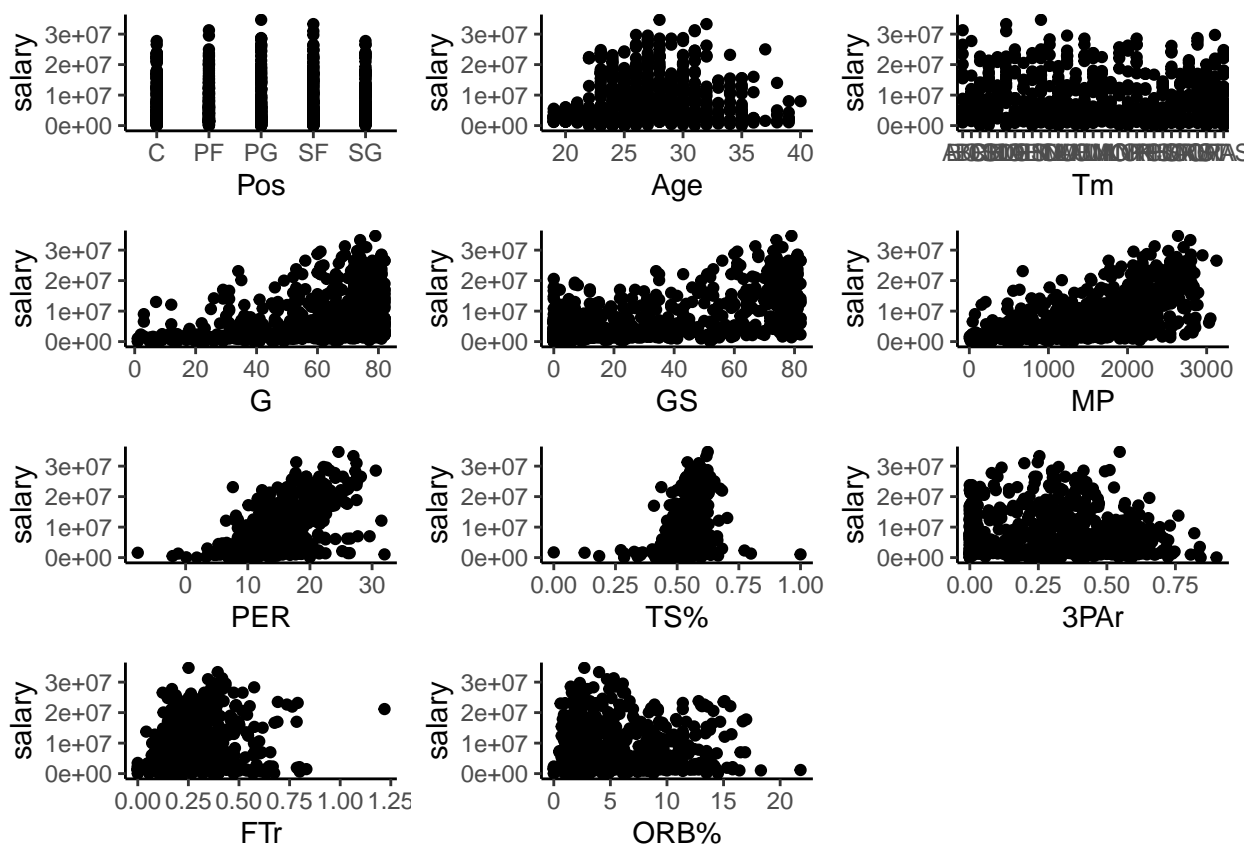 salary
3e+07
2e+07
1e+07
0e+00
C PF PG SF SG
Pos
salary
3e+07
2e+07
1e+07
0e+00
20 25 30 35 40
Age
salary
3e+07
2e+07
1e+07
0e+00
Tm
salary
3e+07
2e+07
1e+07
0e+00
0 20 40 60 80
G
salary
3e+07
2e+07
1e+07
0e+00
0 20 40 60 80
GS
salary
3e+07
2e+07
1e+07
0e+00
0 1000 2000 3000
MP
salary
3e+07
2e+07
1e+07
0e+00
0 10 20 30
PER
salary
3e+07
2e+07
1e+07
0e+00
0.00 0.25 0.50 0.75 1.00
TS%
salary
3e+07
2e+07
1e+07
0e+00
0.00 0.25 0.50 0.75
3PAr
salary
3e+07
2e+07
1e+07
0e+00
0.00 0.25 0.50 0.75 1.00 1.25
FTr
salary
3e+07
2e+07
1e+07
0e+00
0 5 10 15 20
ORB%